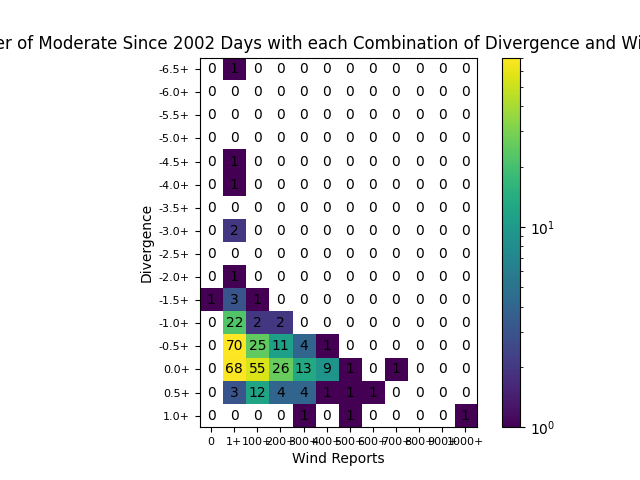 er of Moderate Since 2002 Days with each Combination of Divergence and Wi
-6.5+ 0 1 0 0 0 0 0 0 0 0 0 0
-6.0+ 0 0 0 0 0 0 0 0 0 0 0 0
-5.5+ 0 0 0 0 0 0 0 0 0 0 0 0
-5.0+ 0 0 0 0 0 0 0 0 0 0 0 0
-4.5+ 0 1 0 0 0 0 0 0 0 0 0 0
-4.0+ 0 1 0 0 0 0 0 0 0 0 0 0
-3.5+ 0 0 0 0 0 0 0 0 0 0 0 0
-3.0+ 0 2 0 0 0 0 0 0 0 0 0 0
-2.5+ 0 0 0 0 0 0 0 0 0 0 0 0
-2.0+ 0 1 0 0 0 0 0 0 0 0 0 0
-1.5+ 1 3 1 0 0 0 0 0 0 0 0 0
-1.0+ 0 22 2 2 0 0 0 0 0 0 0 0
-0.5+ 0 70 25 11 4 1 0 0 0 0 0 0
0.0+ 0 68 55 26 13 9 1 0 1 0 0 0
0.5+ 0 3 12 4 4 1 1 1 0 0 0 0
1.0+ 0 0 0 0 1 0 1 0 0 0 0 1
0 1+ 100+ 200+ 300+ 400+ 500+ 600+ 700+ 800+ 900+ 1000+
Wind Reports
Divergence
10¹
10⁰